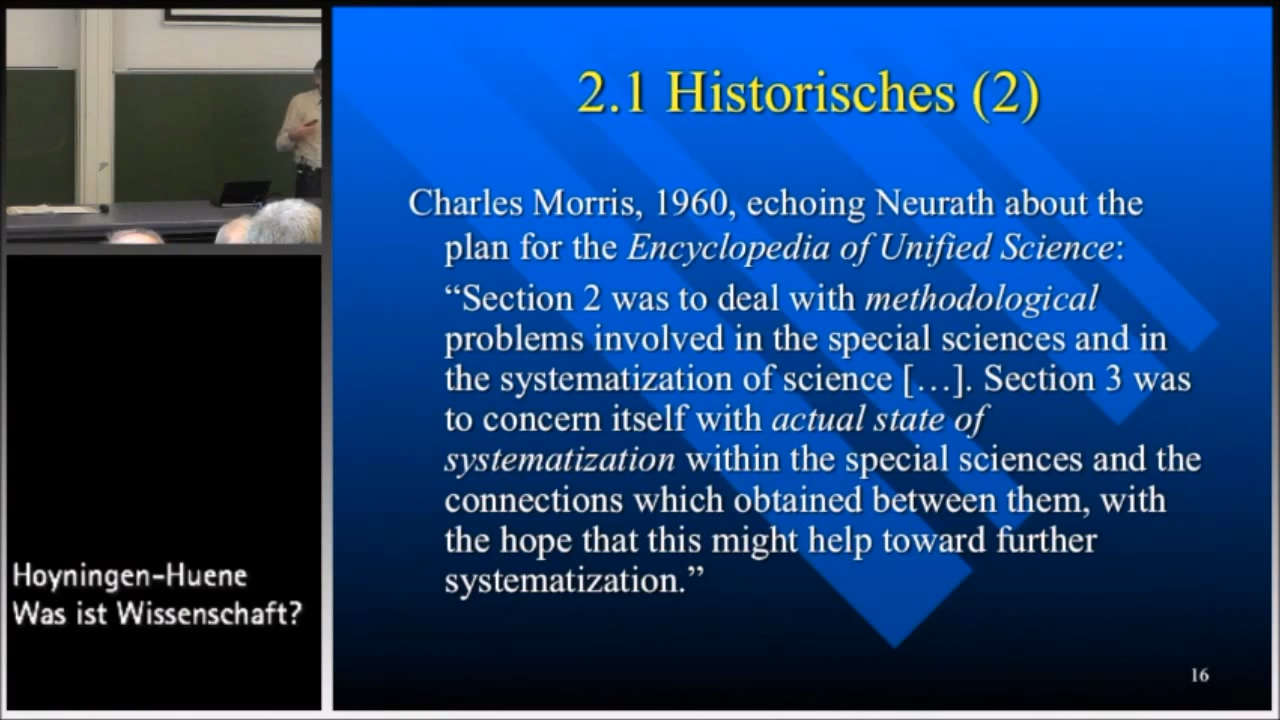 2.1 Historisches (2)
Charles Morris, 1960, echoing Neurath about the
plan for the Encyclopedia of Unified Science:
“Section 2 was to deal with methodological
problems involved in the special sciences and in
the systematization of science […]. Section 3 was
to concern itself with actual state of
systematization within the special sciences and the
connections which obtained between them, with
the hope that this might help toward further
systematization.”
Hoyningen-Huene
Was ist Wissenschaft?
16